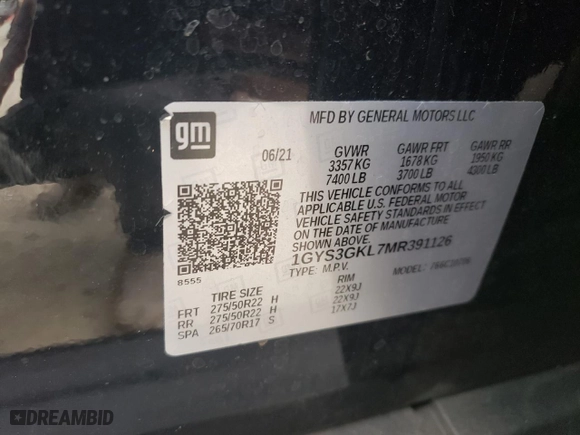 gm
MFD BY GENERAL MOTORS LLC
06/21
GVWR GAWR FRT GAWR RR
3357 KG 1678 KG 1950 KG
7400 LB 3700 LB 4300 LB
THIS VEHICLE CONFORMS TO ALL
APPLICABLE U.S. FEDERAL MOTOR
VEHICLE SAFETY STANDARDS IN EFFECT
ON THE DATE OF MANUFACTURE
SHOWN ABOVE.
1GYS3GKL7MR391126
8555
TYPE: M.P.V. MODEL:
TIRE SIZE RIM
FRT 275/50R22 H 22X9J
RR 275/50R22 H 22X9J
SPA 265/70R17 S 17X7J
DREAMBID